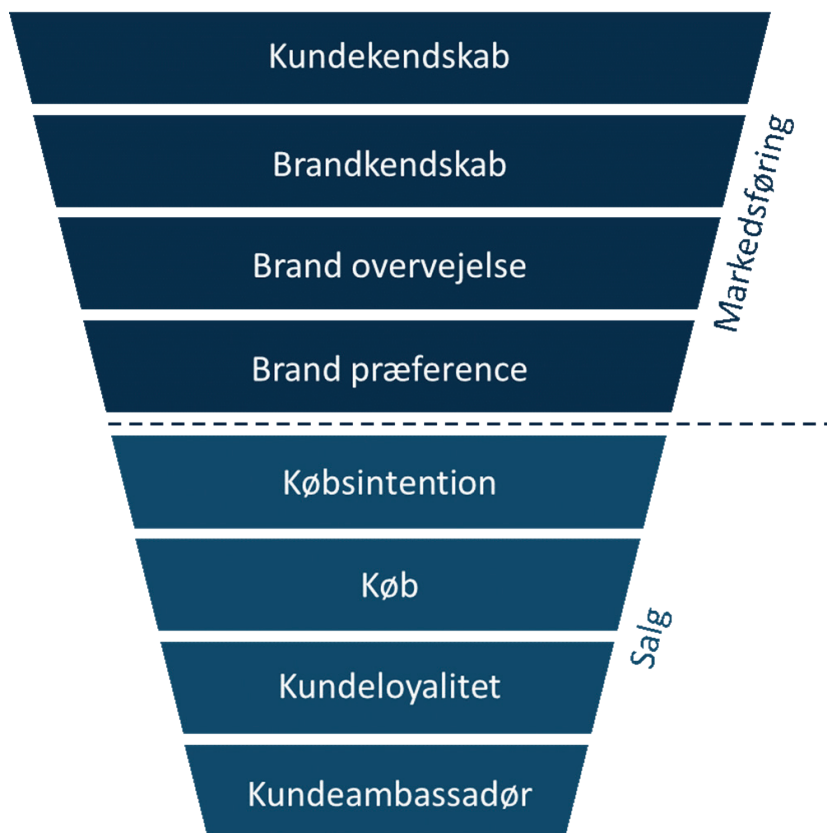 Kundekendskab
Brandkendskab
Brand overvejelse
Brand præference
Markedsføring
Købsintention
Køb
Kundeloyalitet
Kundeambassadør
Salg